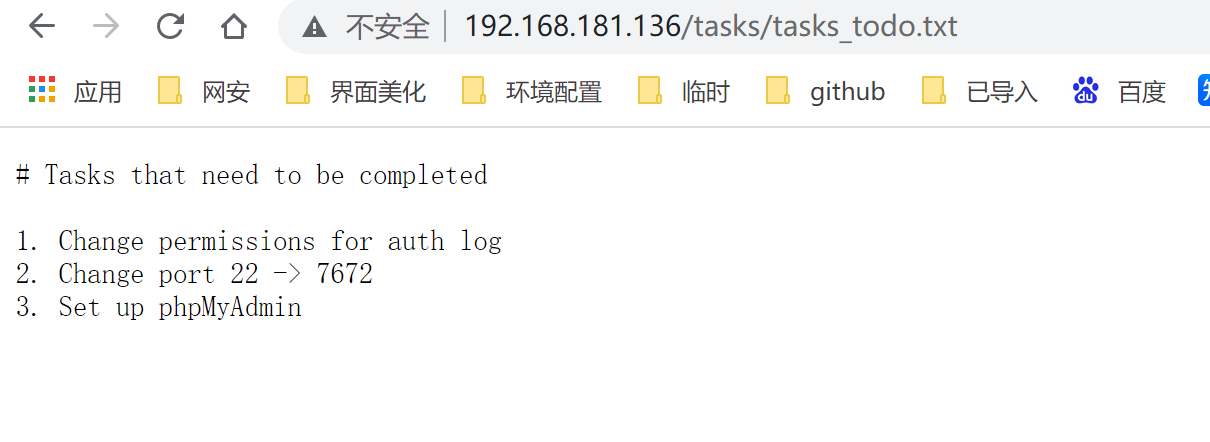 不安全 192.168.181.136/tasks/tasks_todo.txt
应用 网安 界面美化 环境配置 临时 github 已导入 百度
# Tasks that need to be completed
1. Change permissions for auth log
2. Change port 22 -> 7672
3. Set up phpMyAdmin